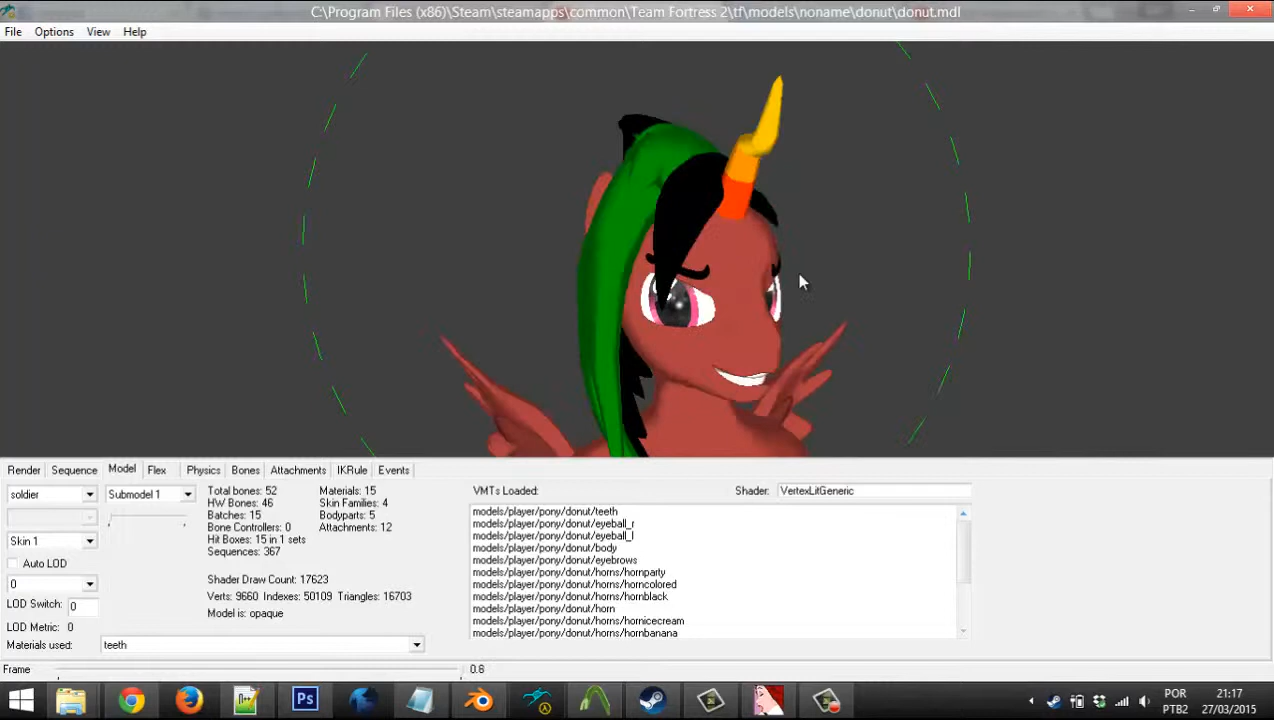 C:\Program Files (x86)\Steam\steamapps\common\Team Fortress 2\tf\models\noname\donut\donut.mdl
File Options View Help
Render Sequence Model Flex Physics Bones Attachments IKRule Events
soldier
Submodel 1
Skin 1
Auto LOD
0
LOD Switch: 0
LOD Metric: 0
Materials used: teeth
Total bones: 52
HW Bones: 46
Batches: 15
Bone Controllers: 0
Hit Boxes: 15 in 1 sets
Sequences: 367
Materials: 15
Skin Families: 4
Bodyparts: 5
Attachments: 12
Shader Draw Count: 17623
Verts: 9660 Indexes: 50109 Triangles: 16703
Model is: opaque
VMTs Loaded:
Shader: VertexLitGeneric
models/player/pony/donut/teeth
models/player/pony/donut/eyeball_r
models/player/pony/donut/eyeball_l
models/player/pony/donut/body
models/player/pony/donut/eyebrows
models/player/pony/donut/horns/hornparty
models/player/pony/donut/horns/horncolored
models/player/pony/donut/horns/hornblack
models/player/pony/donut/horn
models/player/pony/donut/horns/hornicecream
models/player/pony/donut/horns/hornbanana
Frame 0.8
Ps
POR
PTB2
21:17
27/03/2015